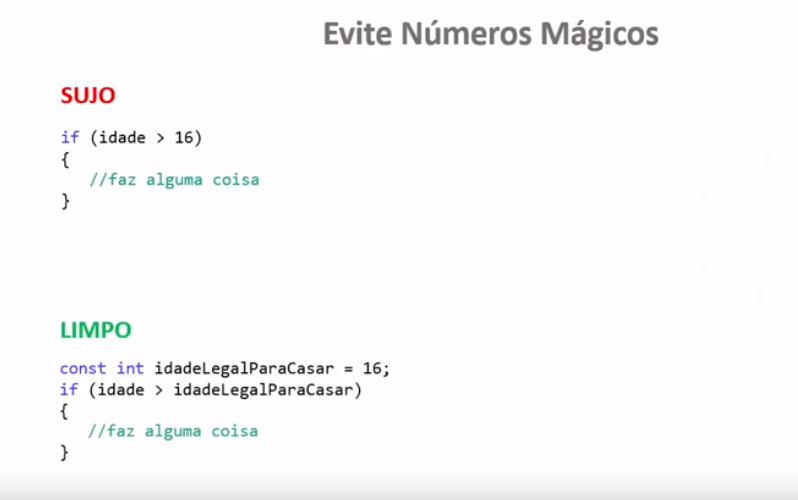 Evite Números Mágicos
SUJO
if (idade > 16)
{
//faz alguma coisa
}
LIMPO
const int idadeLegalParaCasar = 16;
if (idade > idadeLegalParaCasar)
{
//faz alguma coisa
}